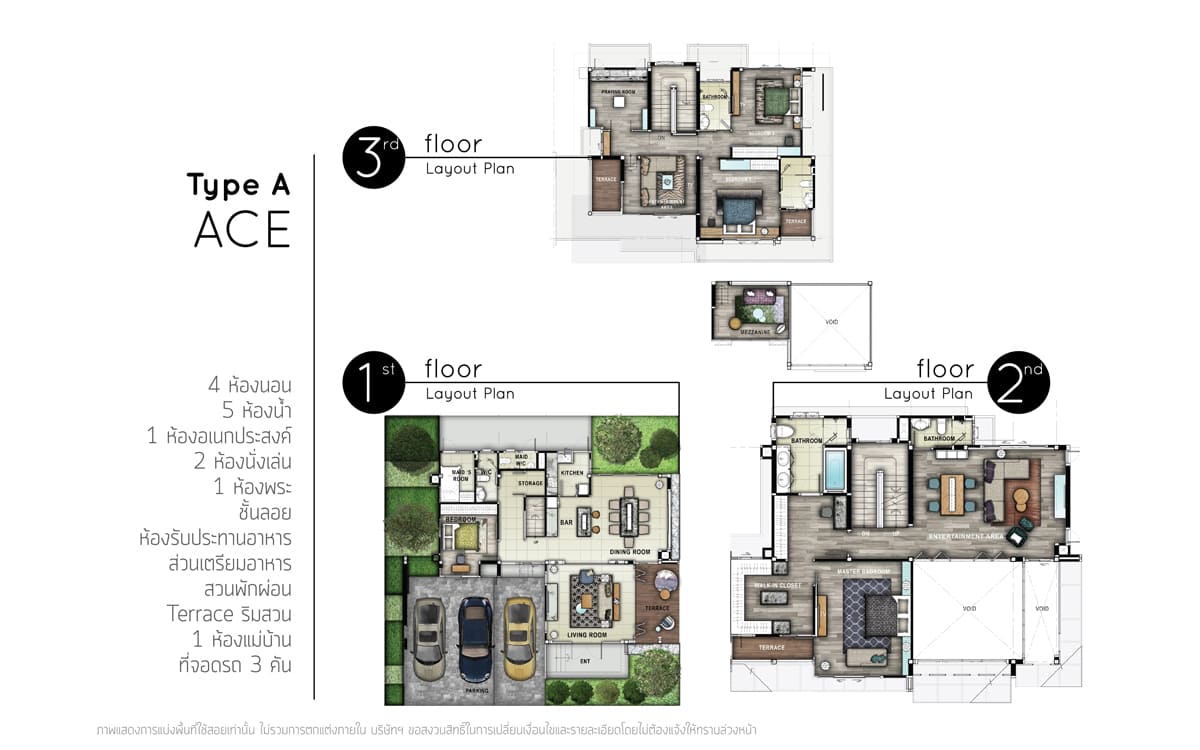 Type A
ACE
4 ห้องนอน
5 ห้องน้ำ
1 ห้องอเนกประสงค์
2 ห้องนั่งเล่น
1 ห้องพระ
ชั้นลอย
ห้องรับประทานอาหาร
ส่วนเตรียมอาหาร
สวนพักผ่อน
Terrace ริมสวน
1 ห้องแม่บ้าน
ที่จอดรถ 3 คัน
3rd floor
Layout Plan
PRAYING ROOM
BATHROOM
BEDROOM 3
DN
TERRACE
TV
ENTERTAINMENT
AREA
BEDROOM 2
TERRACE
MEZZANINE
VOID
1st floor
Layout Plan
MAID
W/C
MAID 'S
ROOM
W/C
STORAGE
KITCHEN
BEDROOM
BAR
UP
DINING ROOM
LIVING ROOM
TERRACE
ENT
PARKING
floor 2nd
Layout Plan
BATHROOM
BATHROOM
DN
UP
ENTERTAINMENT AREA
MASTER BEDROOM
WALK IN CLOSET
TERRACE
VOID
VOID
ภาพแสดงการแบ่งพื้นที่ใช้สอยเท่านั้น ไม่รวมการตกแต่งภายใน บริษัทฯ ขอสงวนสิทธิ์ในการเปลี่ยนเงื่อนไขและรายละเอียดโดยไม่ต้องแจ้งให้ทราบล่วงหน้า